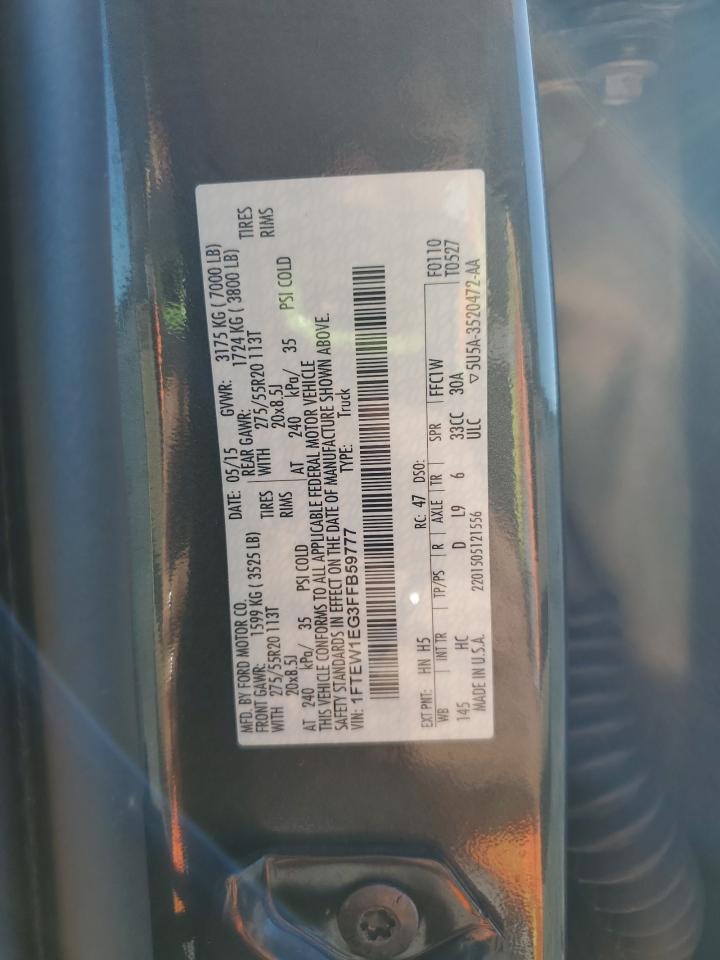 MFD. BY FORD MOTOR CO.
DATE: 05/15 GVWR: 3175 KG ( 7000 LB)
FRONT GAWR: 1599 KG ( 3525 LB) REAR GAWR: 1724 KG ( 3800 LB)
WITH 275/55R20 113T TIRES WITH 275/55R20 113T TIRES
20x8.5J RIMS 20x8.5J RIMS
AT 240 kPa/ 35 PSI COLD AT 240 kPa/ 35 PSI COLD
THIS VEHICLE CONFORMS TO ALL APPLICABLE FEDERAL MOTOR VEHICLE
SAFETY STANDARDS IN EFFECT ON THE DATE OF MANUFACTURE SHOWN ABOVE.
VIN: 1FTEW1EG3FFB59777 TYPE: Truck
EXT PNT: HN H5 RC: 47 DSO: F0110
WB INT TR TP/PS R AXLE TR SPR FFC1W T0527
145 HC D L9 6 33CC 30A
MADE IN U.S.A. 2201505121556 ULC ▽5U5A-3520472-AA